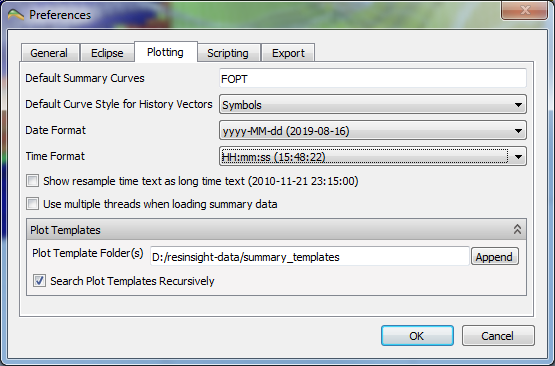 Preferences
General Eclipse Plotting Scripting Export
Default Summary Curves FOPT
Default Curve Style for History Vectors Symbols
Date Format yyyy-MM-dd (2019-08-16)
Time Format HH:mm:ss (15:48:22)
Show resample time text as long time text (2010-11-21 23:15:00)
Use multiple threads when loading summary data
Plot Templates
Plot Template Folder(s) D:/resinsight-data/summary_templates Append
Search Plot Templates Recursively
OK Cancel